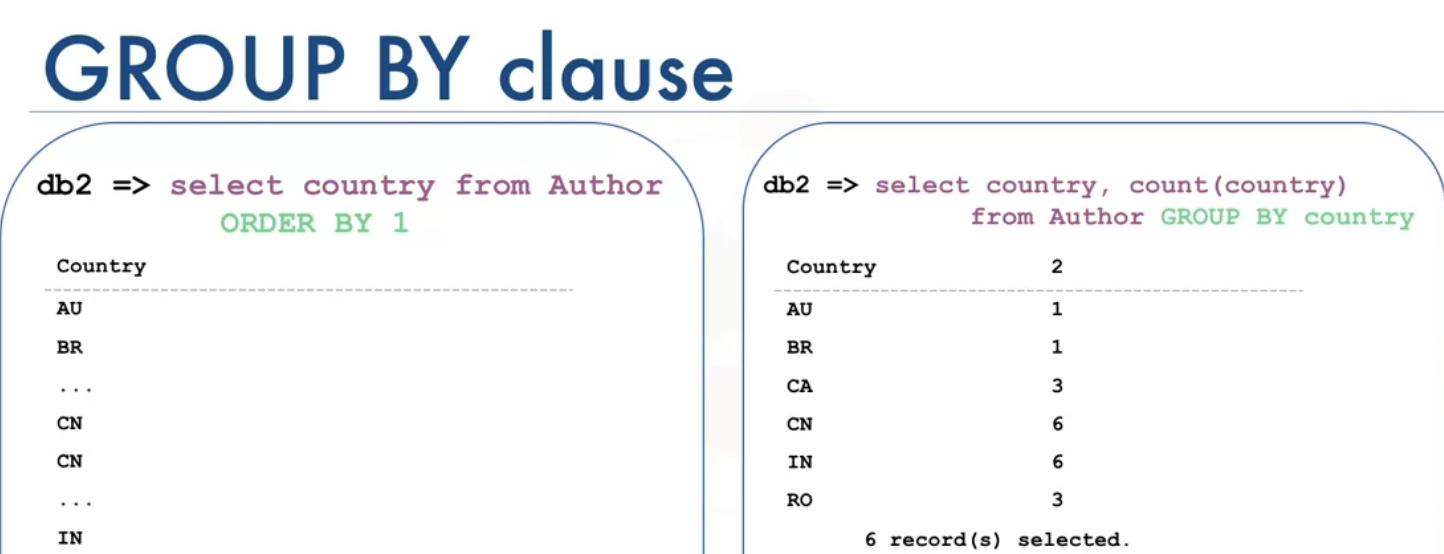 GROUP BY clause
db2 => select country from Author
ORDER BY 1
Country
AU
BR
...
CN
CN
...
IN
db2 => select country, count(country)
from Author GROUP BY country
Country 2
AU 1
BR 1
CA 3
CN 6
IN 6
RO 3
6 record(s) selected.